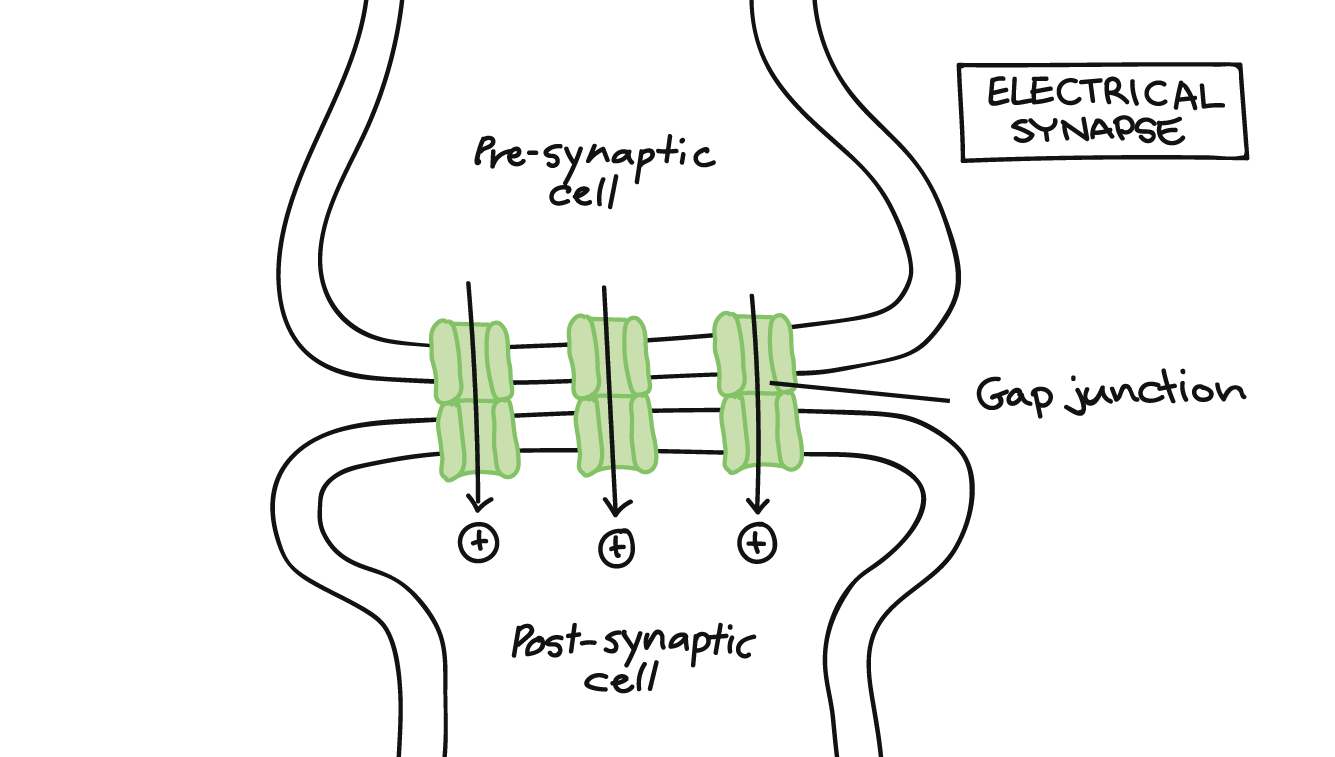 ELECTRICAL
SYNAPSE
Pre-synaptic
cell
Gap junction
+
+
+
Post-synaptic
cell